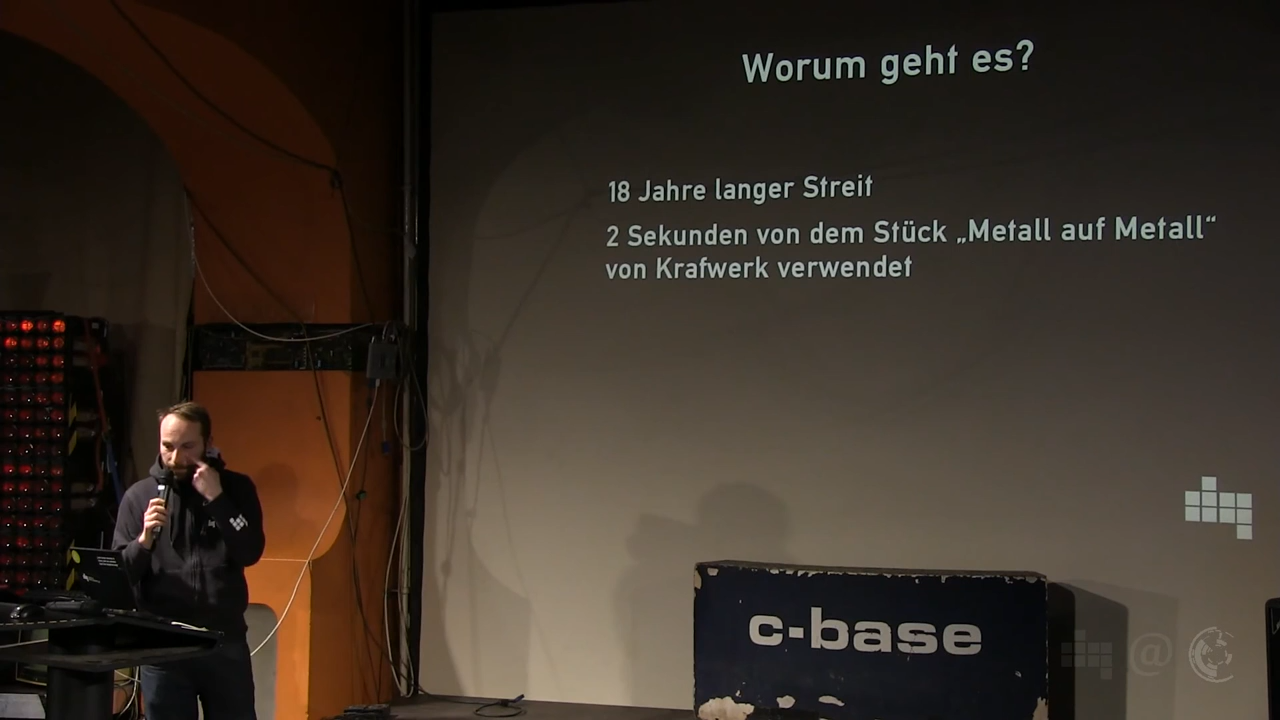 Worum geht es?
18 Jahre langer Streit
2 Sekunden von dem Stück „Metall auf Metall“
von Krafwerk verwendet
c-base
@